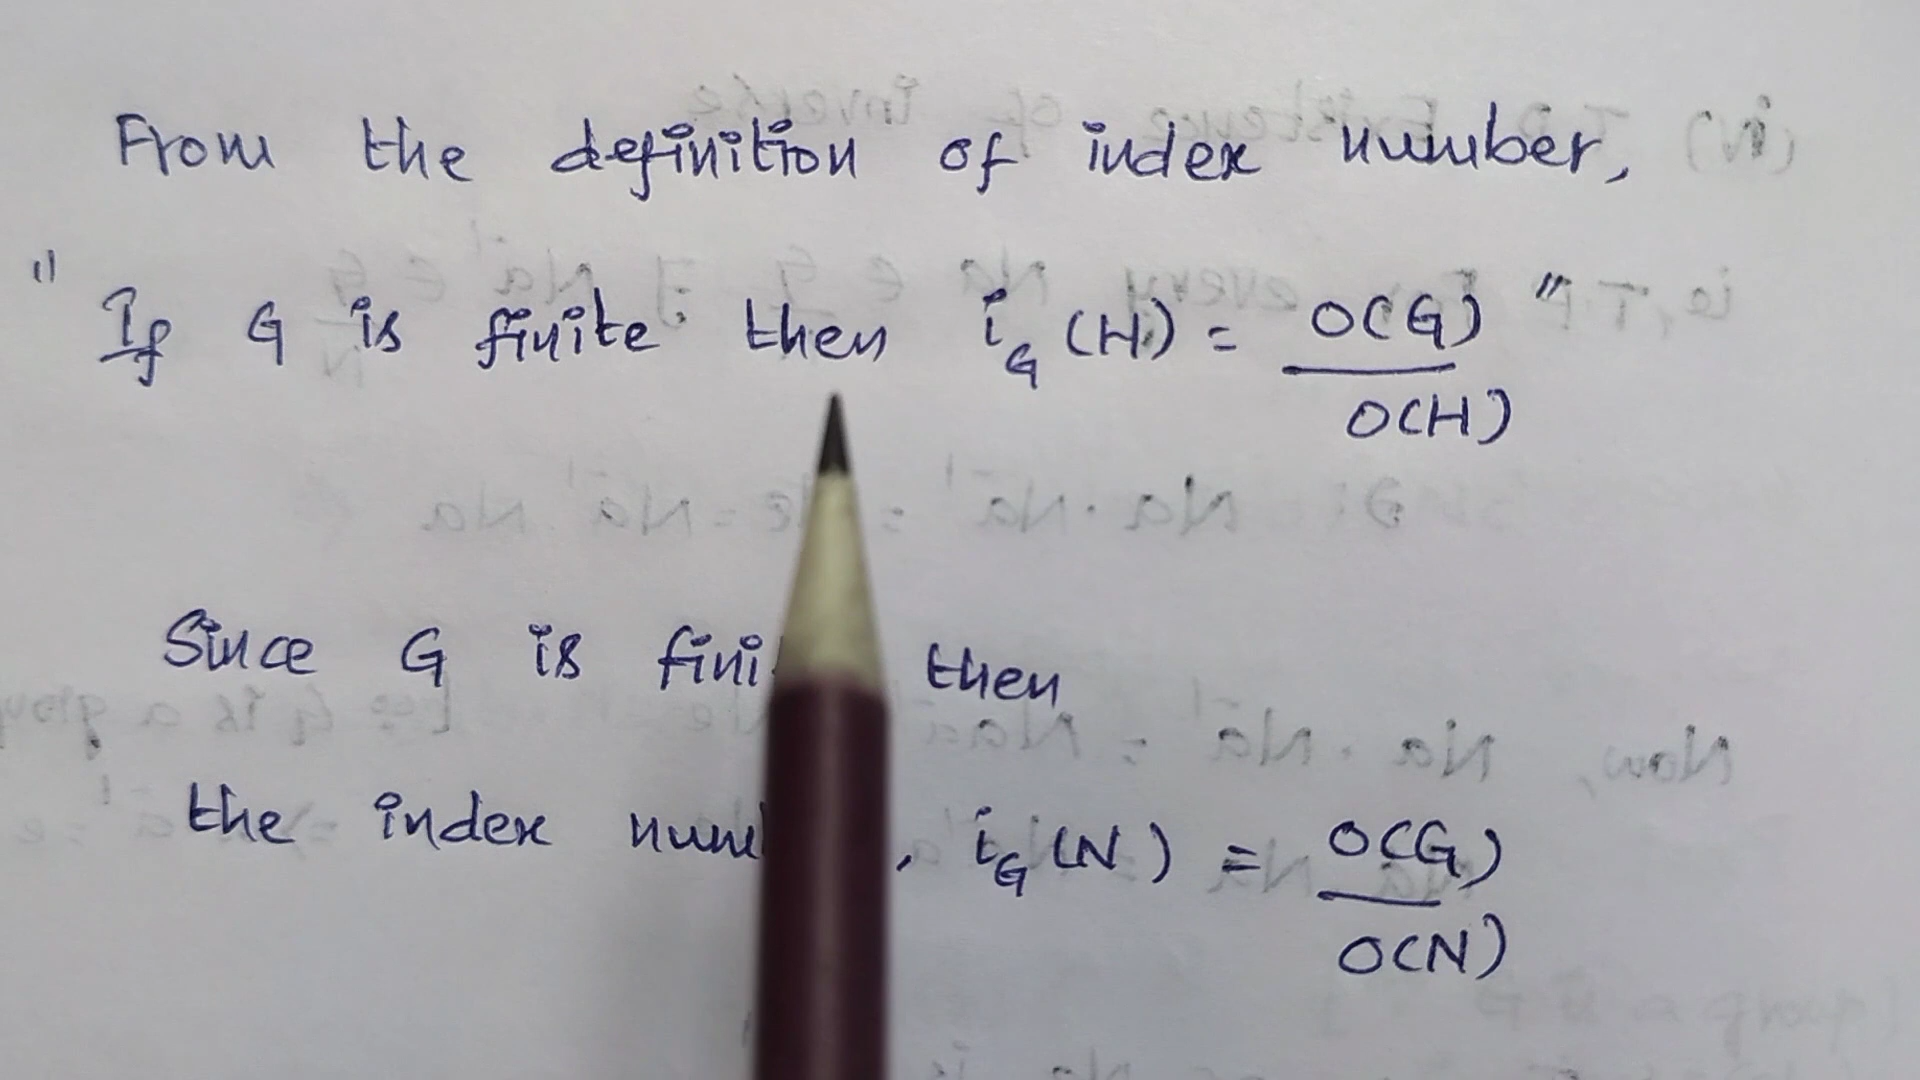 From the definition of index number,
" If G is finite then i_G (H) = O(G) / O(H) "
Since G is fini then
the index num , i_G (N) = O(G) / O(N)